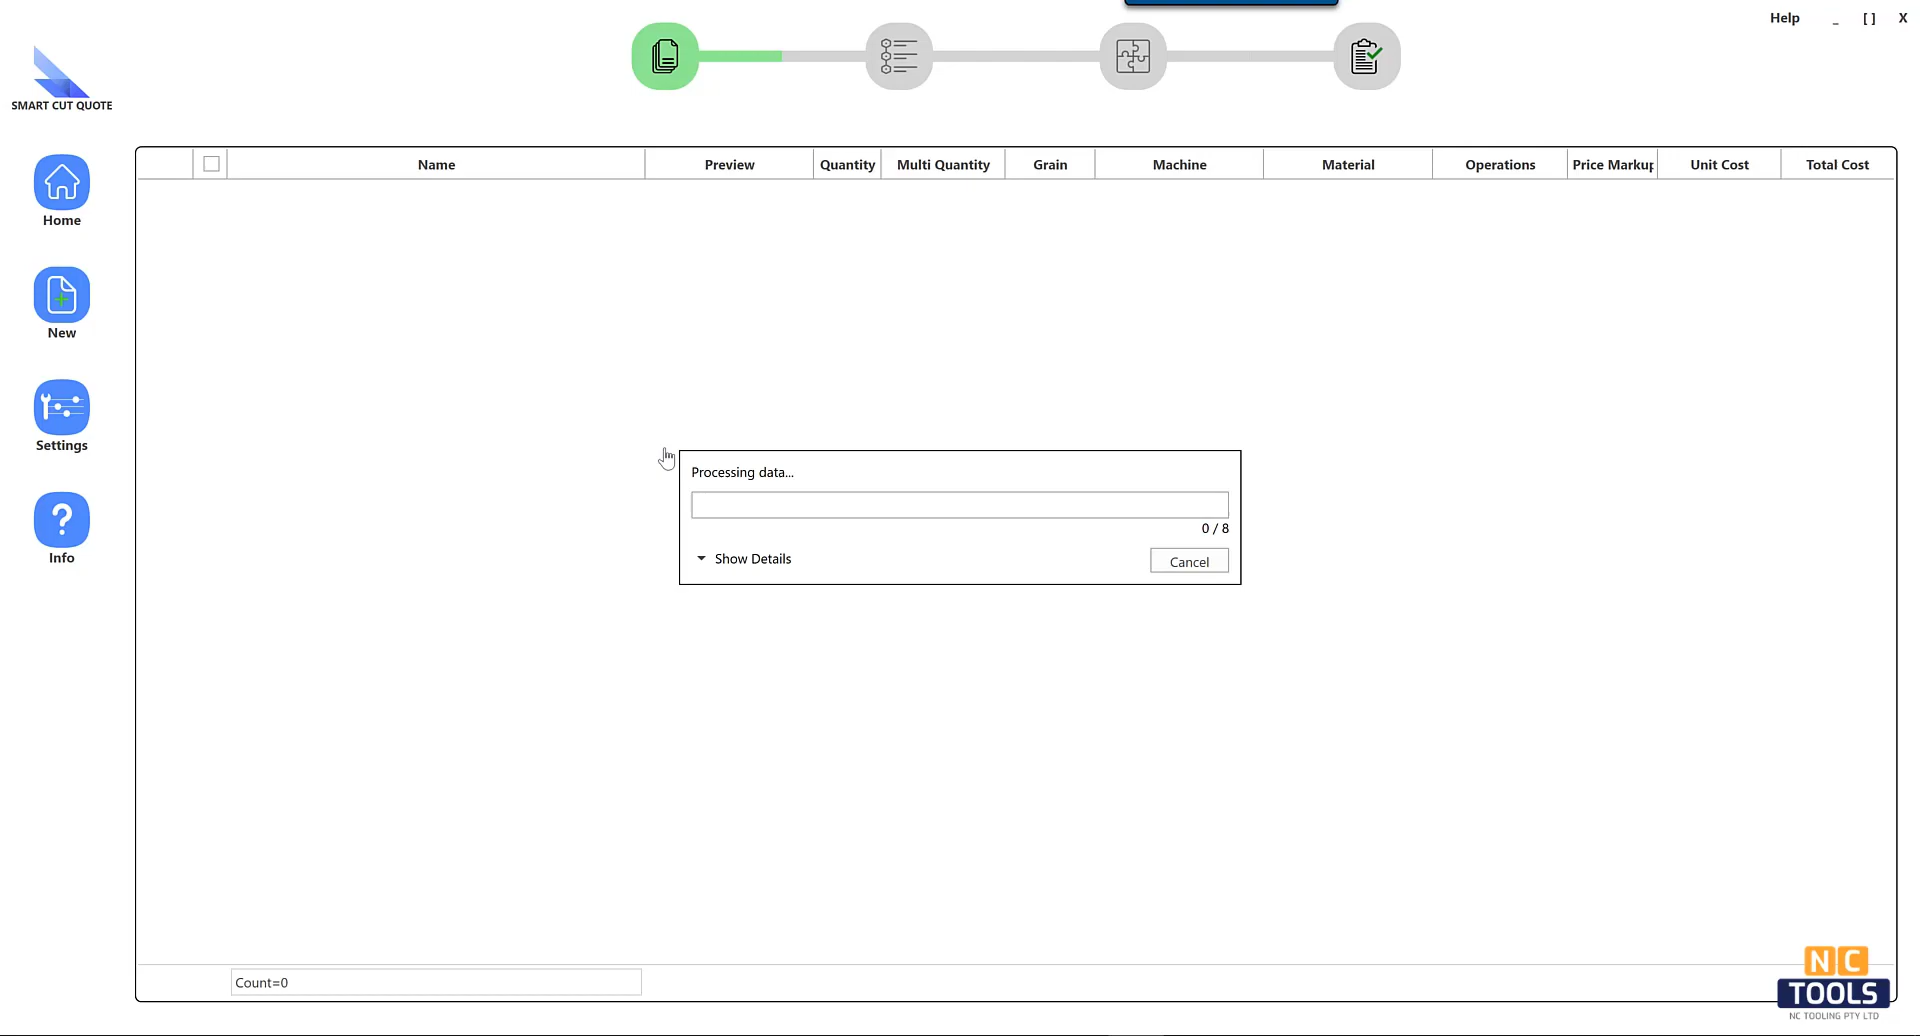 Help _ [ ] X
SMART CUT QUOTE
Home
New
Settings
Info
Name Preview Quantity Multi Quantity Grain Machine Material Operations Price Markup Unit Cost Total Cost
Processing data...
0 / 8
Show Details
Cancel
Count=0
NC
TOOLS
NC TOOLING PTY LTD